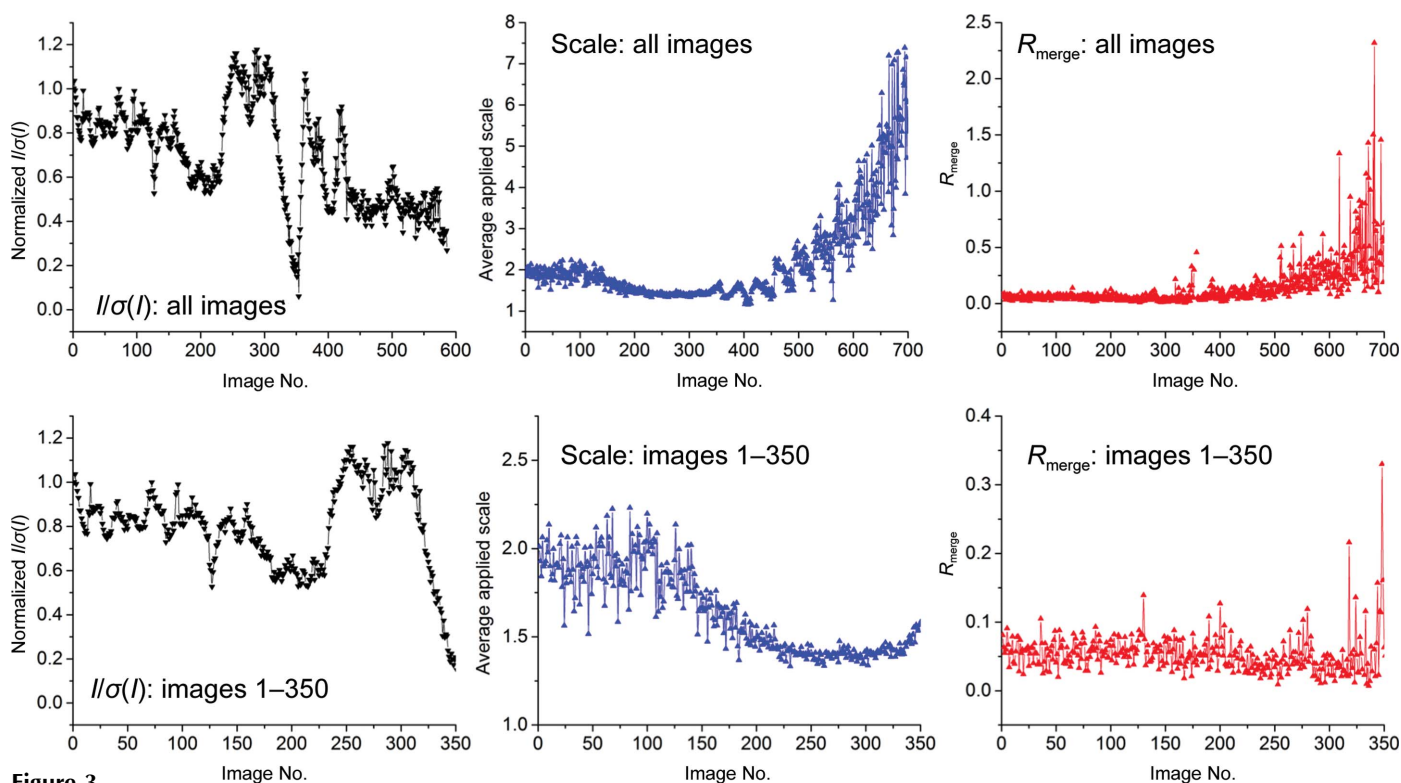 Normalized I/σ(I)
1.2
1.0
0.8
0.6
0.4
0.2
0.0
I/σ(I): all images
0 100 200 300 400 500 600
Image No.
Average applied scale
8
7
6
5
4
3
2
1
Scale: all images
0 100 200 300 400 500 600 700
Image No.
Rmerge
2.5
2.0
1.5
1.0
0.5
0.0
Rmerge: all images
0 100 200 300 400 500 600 700
Image No.
Normalized I/σ(I)
1.2
1.0
0.8
0.6
0.4
0.2
0.0
I/σ(I): images 1–350
0 50 100 150 200 250 300 350
Image No.
Average applied scale
2.5
2.0
1.5
1.0
Scale: images 1–350
0 50 100 150 200 250 300 350
Image No.
Rmerge
0.4
0.3
0.2
0.1
0.0
Rmerge: images 1–350
0 50 100 150 200 250 300 350
Image No.
Figure 3